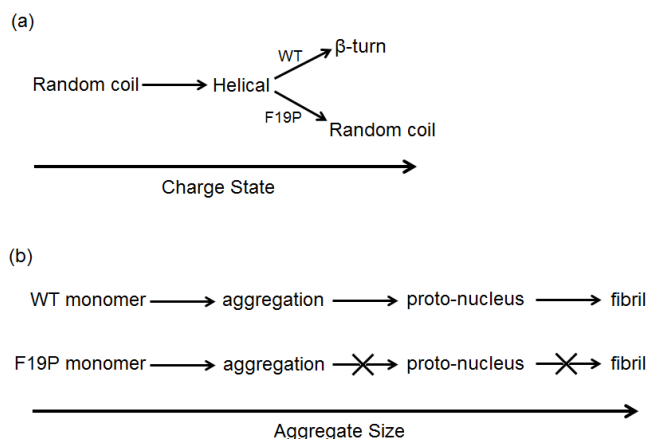 (a)
WT
β-turn
Random coil
Helical
F19P
Random coil
Charge State
(b)
WT monomer aggregation proto-nucleus fibril
F19P monomer aggregation proto-nucleus fibril
Aggregate Size